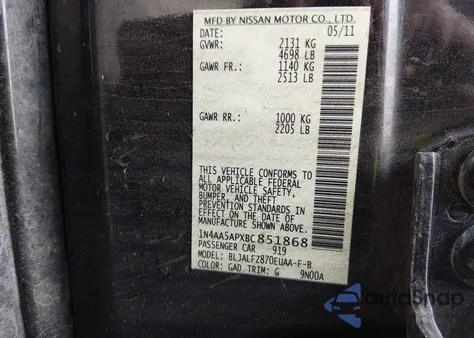 MFD BY NISSAN MOTOR CO., LTD.
DATE: 05/11
GVWR: 2131 KG
4698 LB
GAWR FR.: 1140 KG
2513 LB
GAWR RR.: 1000 KG
2205 LB
THIS VEHICLE CONFORMS TO
ALL APPLICABLE FEDERAL
MOTOR VEHICLE SAFETY,
BUMPER, AND THEFT
PREVENTION STANDARDS IN
EFFECT ON THE DATE OF
MANUFACTURE SHOWN ABOVE.
1N4AA5APXBC851868
PASSENGER CAR 919
MODEL: BLJALFZ870EUAA-F-B
COLOR: GAD TRIM: G 9N00A
AutoSnap